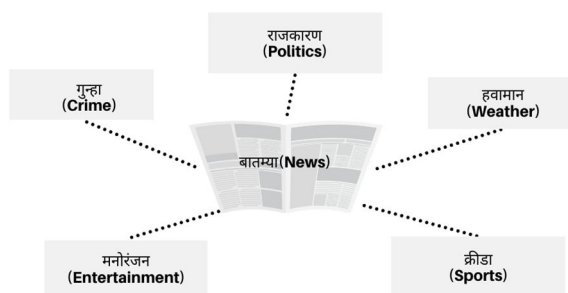 राजकारण
(Politics)
गुन्हा
(Crime)
हवामान
(Weather)
बातम्या(News)
मनोरंजन
(Entertainment)
क्रीडा
(Sports)